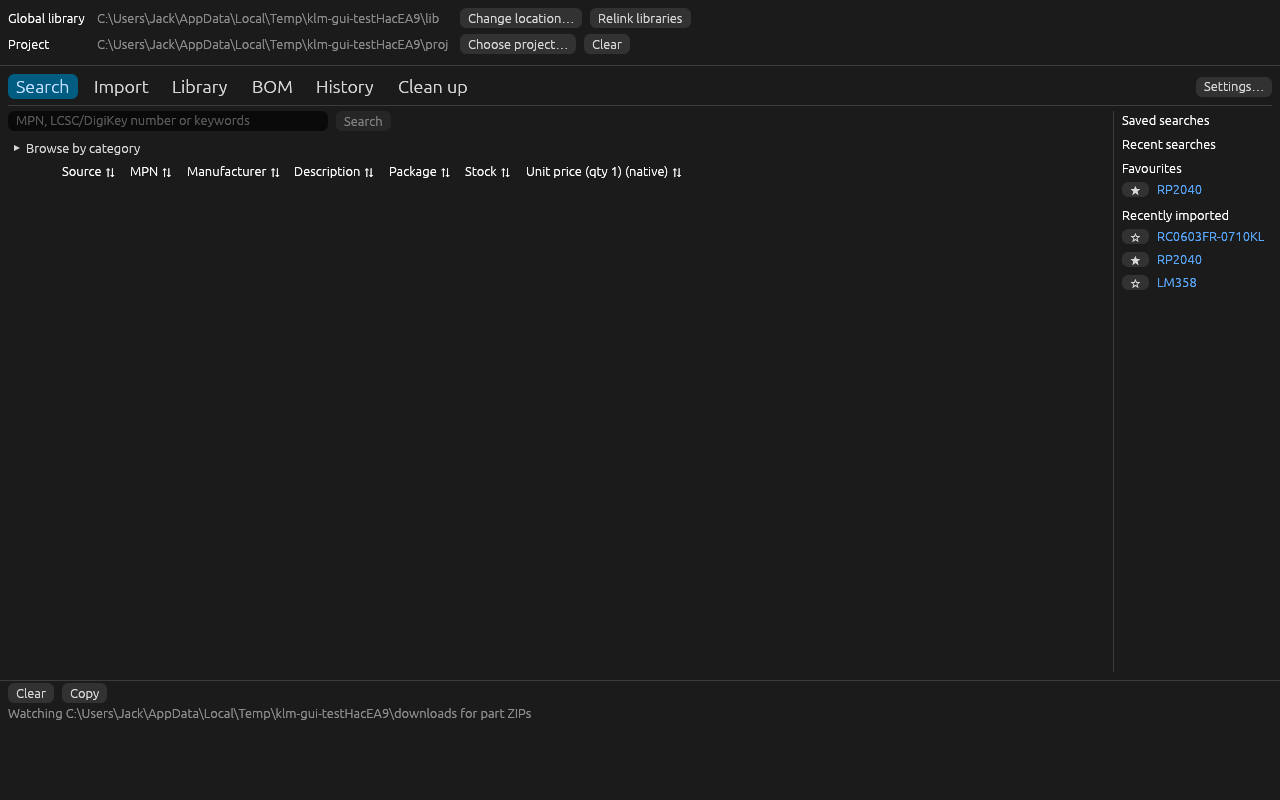 Global library C:\Users\Jack\AppData\Local\Temp\klm-gui-testHacEA9\lib Change location… Relink libraries
Project C:\Users\Jack\AppData\Local\Temp\klm-gui-testHacEA9\proj Choose project… Clear
Search Import Library BOM History Clean up Settings…
MPN, LCSC/DigiKey number or keywords Search
Browse by category
Source MPN Manufacturer Description Package Stock Unit price (qty 1) (native)
Saved searches
Recent searches
Favourites
RP2040
Recently imported
RC0603FR-0710KL
RP2040
LM358
Clear Copy
Watching C:\Users\Jack\AppData\Local\Temp\klm-gui-testHacEA9\downloads for part ZIPs